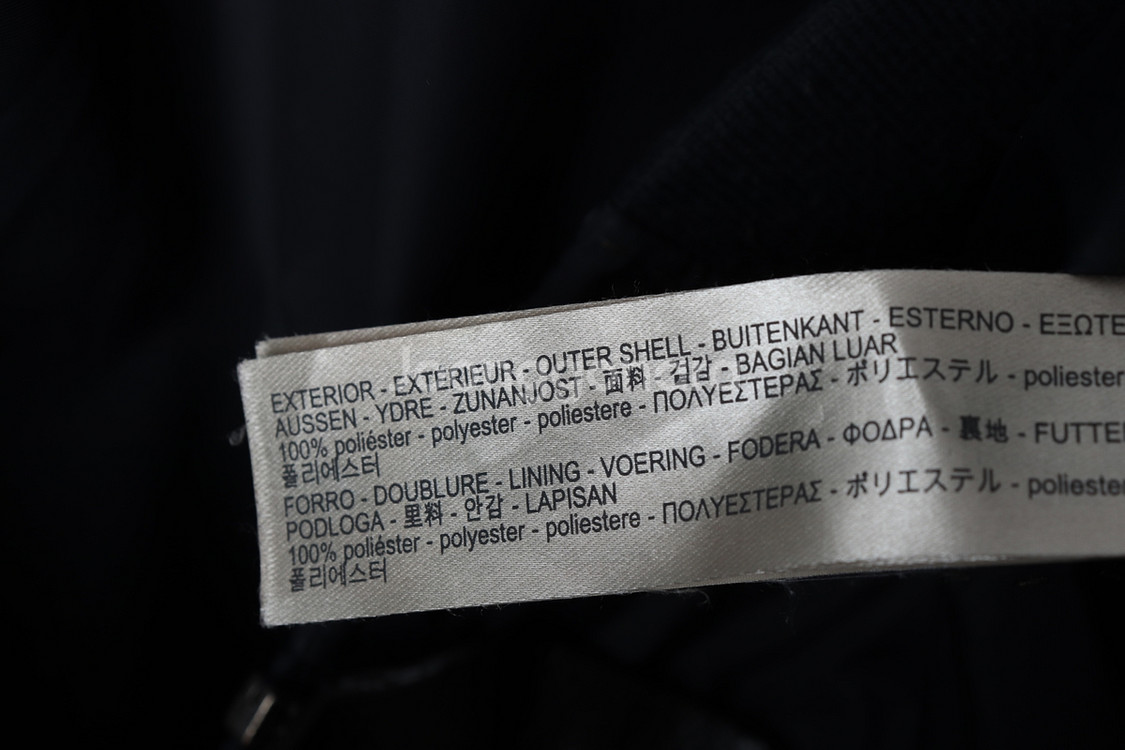 EXTERIOR - EXTÉRIEUR - OUTER SHELL - BUITENKANT - ESTERNO - ΕΞΩΤΕ
AUSSEN - YDRE - ZUNANJOST - 面料 - 겉감 - BAGIAN LUAR
100% poliéster - polyester - poliestere - ΠΟΛΥΕΣΤΕΡΑΣ - ポリエステル - poliester
폴리에스터
FORRO - DOUBLURE - LINING - VOERING - FODERA - ΦΟΔΡΑ - 裏地 - FUTTE
PODLOGA - 里料 - 안감 - LAPISAN
100% poliéster - polyester - poliestere - ΠΟΛΥΕΣΤΕΡΑΣ - ポリエステル - polieste
폴리에스터